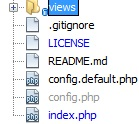 views
.gitignore
LICENSE
README.md
config.default.php
config.php
index.php